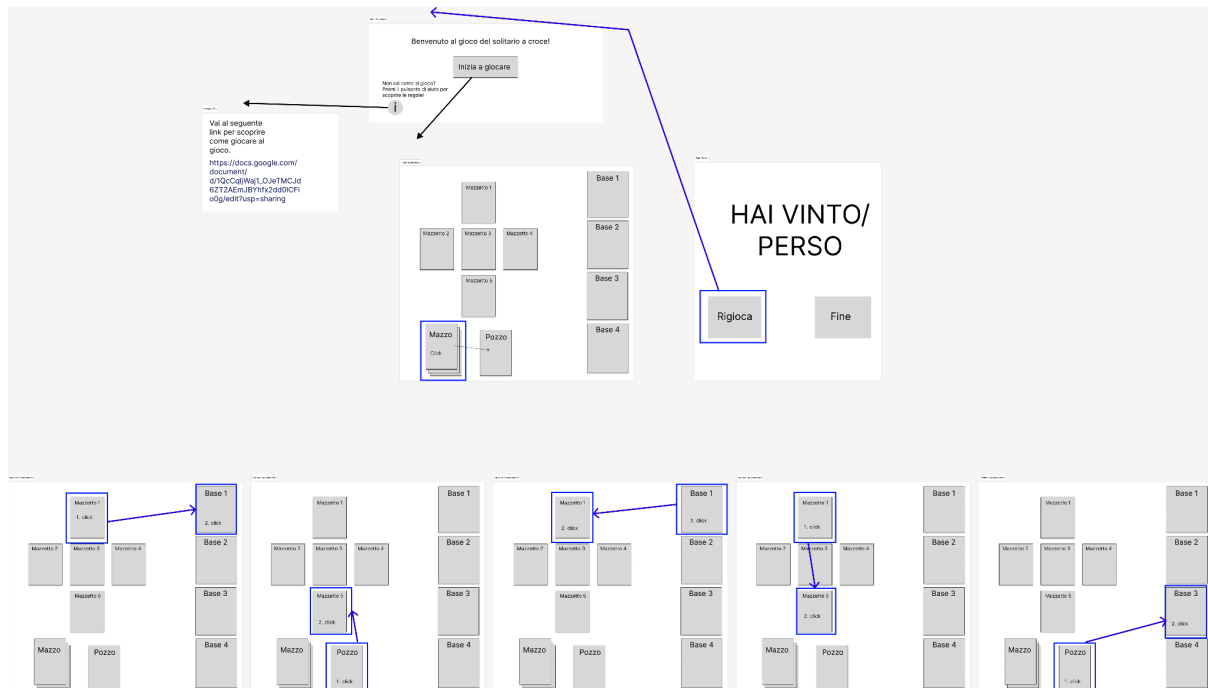 Benvenuto al gioco del solitario a croce!
Inizia a giocare
Non sai come si gioca?
Premi il pulsante di aiuto per
scoprire le regole!
i
Vai al seguente
link per scoprire
come giocare al
gioco.
https://docs.google.com/
document/
Base 1
Mazzetto 1
Base 2
Mazzetto 2
Mazzetto 3
Mazzetto 4
Base 3
Mazzetto 5
Base 4
Mazzo
Click
Pozzo
HAI VINTO/
PERSO
Rigioca
Fine
Base 1
2. click
Mazzetto 1
1. click
Base 2
Mazzetto 2
Mazzetto 3
Mazzetto 4
Base 3
Mazzetto 5
Base 4
Mazzo
Pozzo
Base 1
Mazzetto 1
Base 2
Mazzetto 2
Mazzetto 3
Mazzetto 4
Base 3
Mazzetto 5
2. click
Base 4
Mazzo
Pozzo
1. click
Base 1
1. click
Mazzetto 1
2. click
Base 2
Mazzetto 2
Mazzetto 3
Mazzetto 4
Base 3
Mazzetto 5
Base 4
Mazzo
Pozzo
Base 1
Mazzetto 1
1. click
Base 2
Mazzetto 2
Mazzetto 3
Mazzetto 4
Base 3
Mazzetto 5
2. click
Base 4
Mazzo
Pozzo
Base 1
Mazzetto 1
Base 2
Mazzetto 2
Mazzetto 3
Mazzetto 4
Base 3
2. click
Mazzetto 5
Base 4
Mazzo
Pozzo
1. click